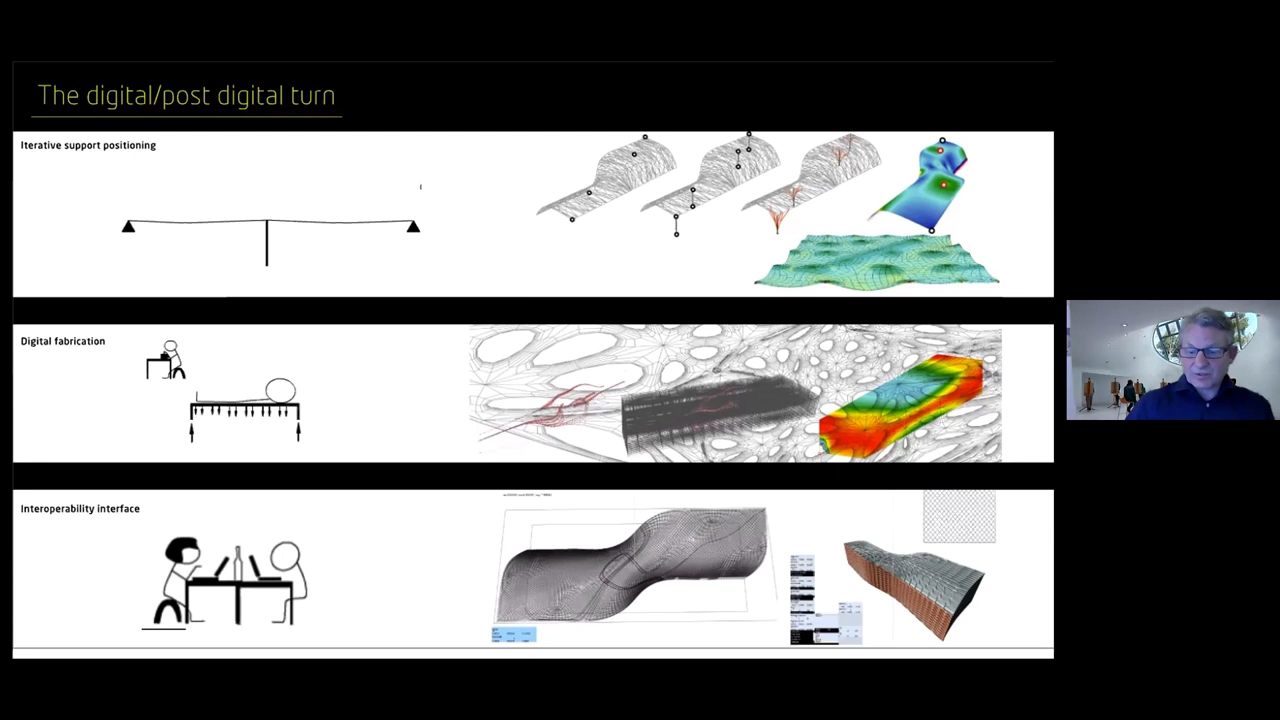 The digital/post digital turn
Iterative support positioning
Digital fabrication
Interoperability interface